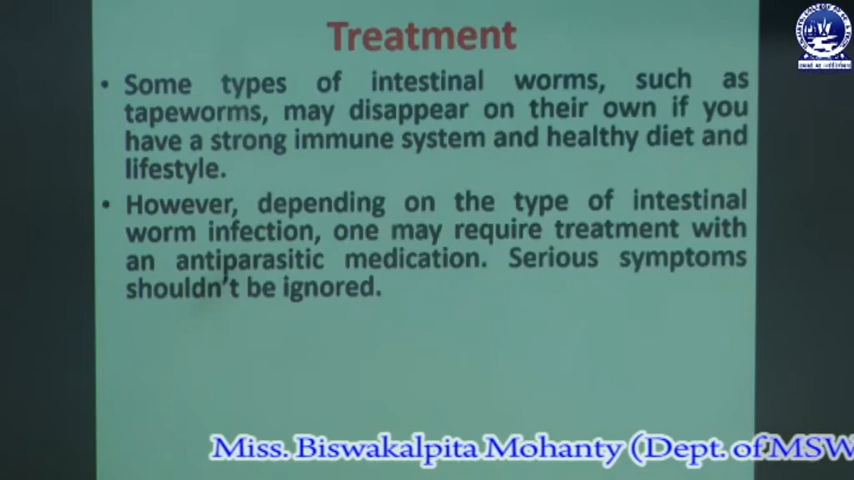 Treatment
• Some types of intestinal worms, such as
tapeworms, may disappear on their own if you
have a strong immune system and healthy diet and
lifestyle.
• However, depending on the type of intestinal
worm infection, one may require treatment with
an antiparasitic medication. Serious symptoms
shouldn't be ignored.
Miss. Biswakalpita Mohanty (Dept. of MSW